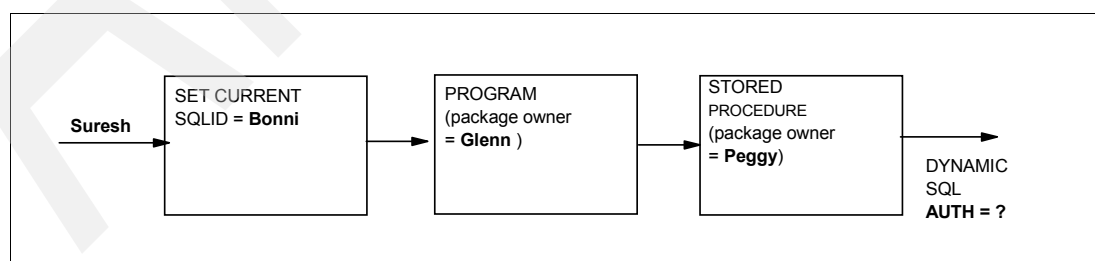 Suresh
SET CURRENT
SQLID = Bonni
PROGRAM
(package owner
= Glenn )
STORED
PROCEDURE
(package owner
= Peggy)
DYNAMIC
SQL
AUTH = ?